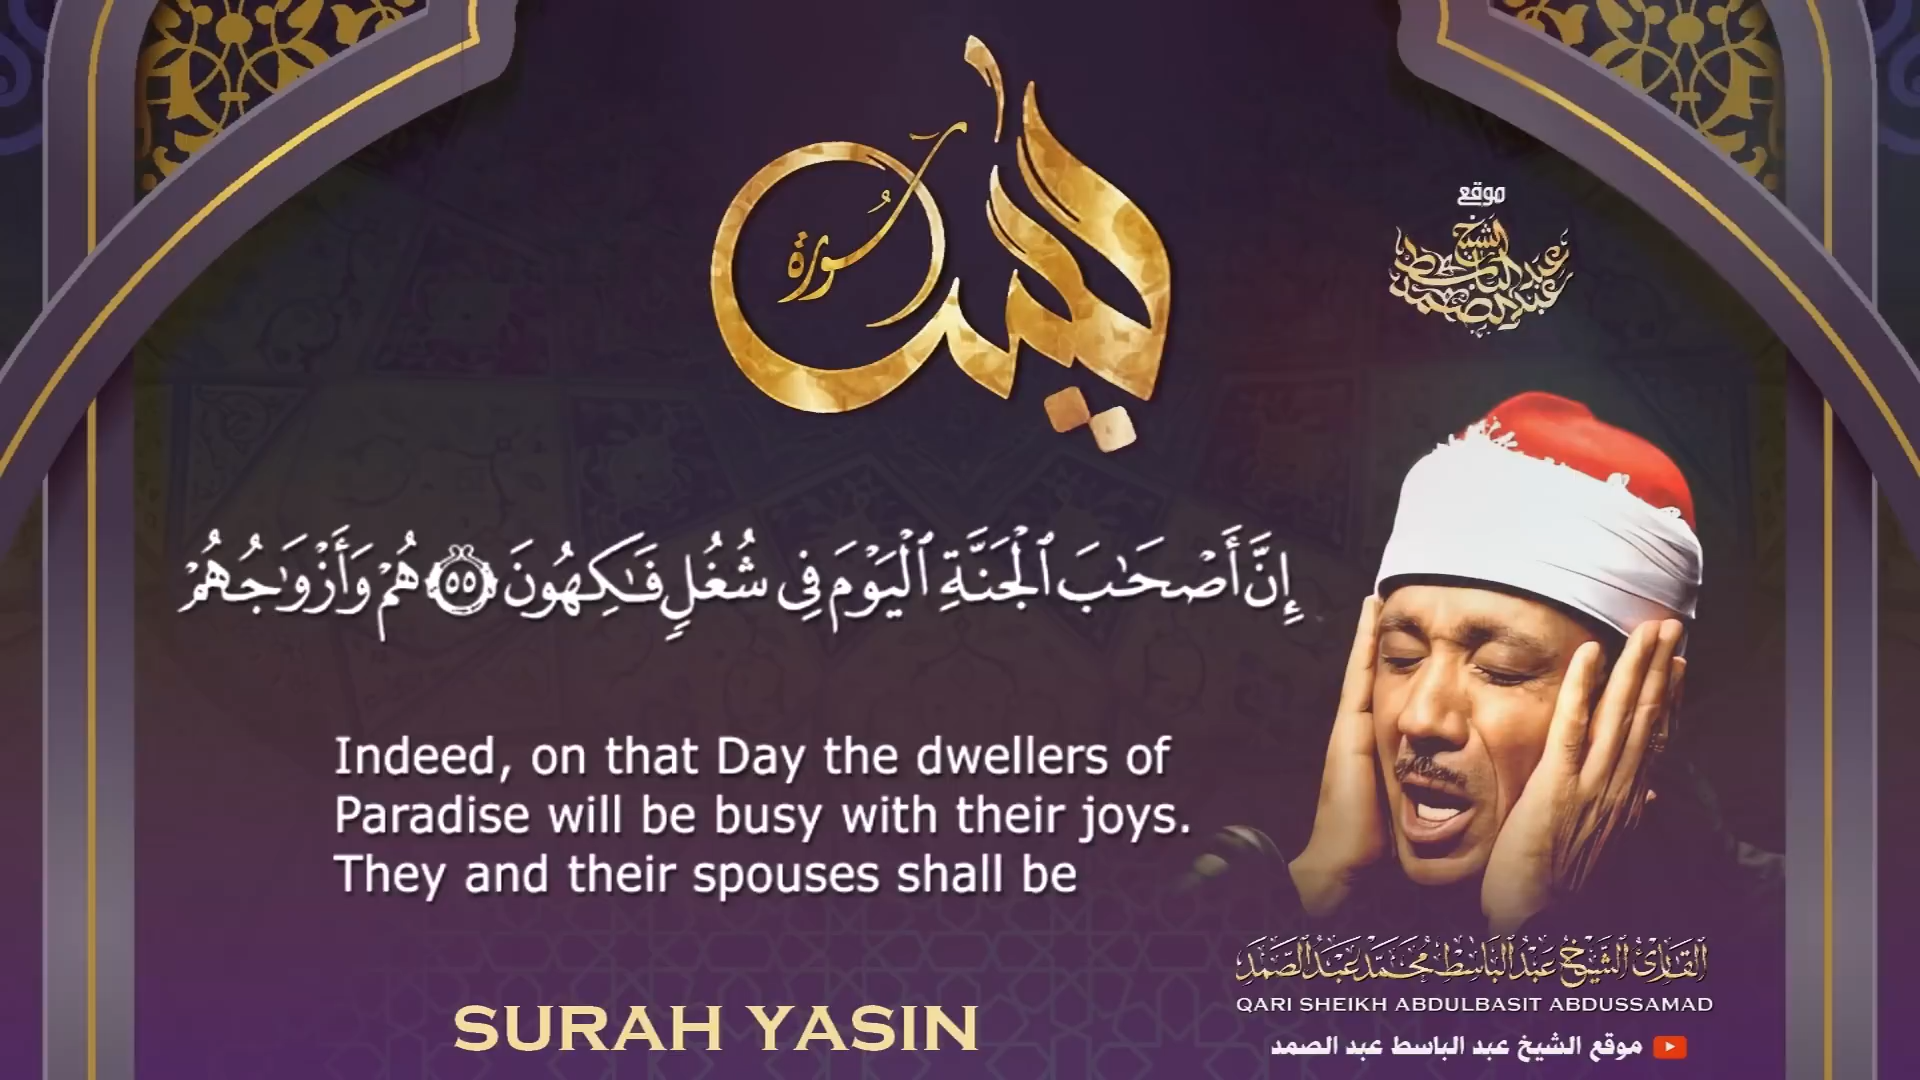 سورة
يس
موقع
الشيخ
عبد الباسط
عبد الصمد
إِنَّ أَصْحَٰبَ ٱلْجَنَّةِ ٱلْيَوْمَ فِى شُغُلٍ فَٰكِهُونَ ٥٥ هُمْ وَأَزْوَٰجُهُمْ
Indeed, on that Day the dwellers of
Paradise will be busy with their joys.
They and their spouses shall be
SURAH YASIN
القارئ الشيخ عبد الباسط محمد عبد الصمد
QARI SHEIKH ABDULBASIT ABDUSSAMAD
موقع الشيخ عبد الباسط عبد الصمد